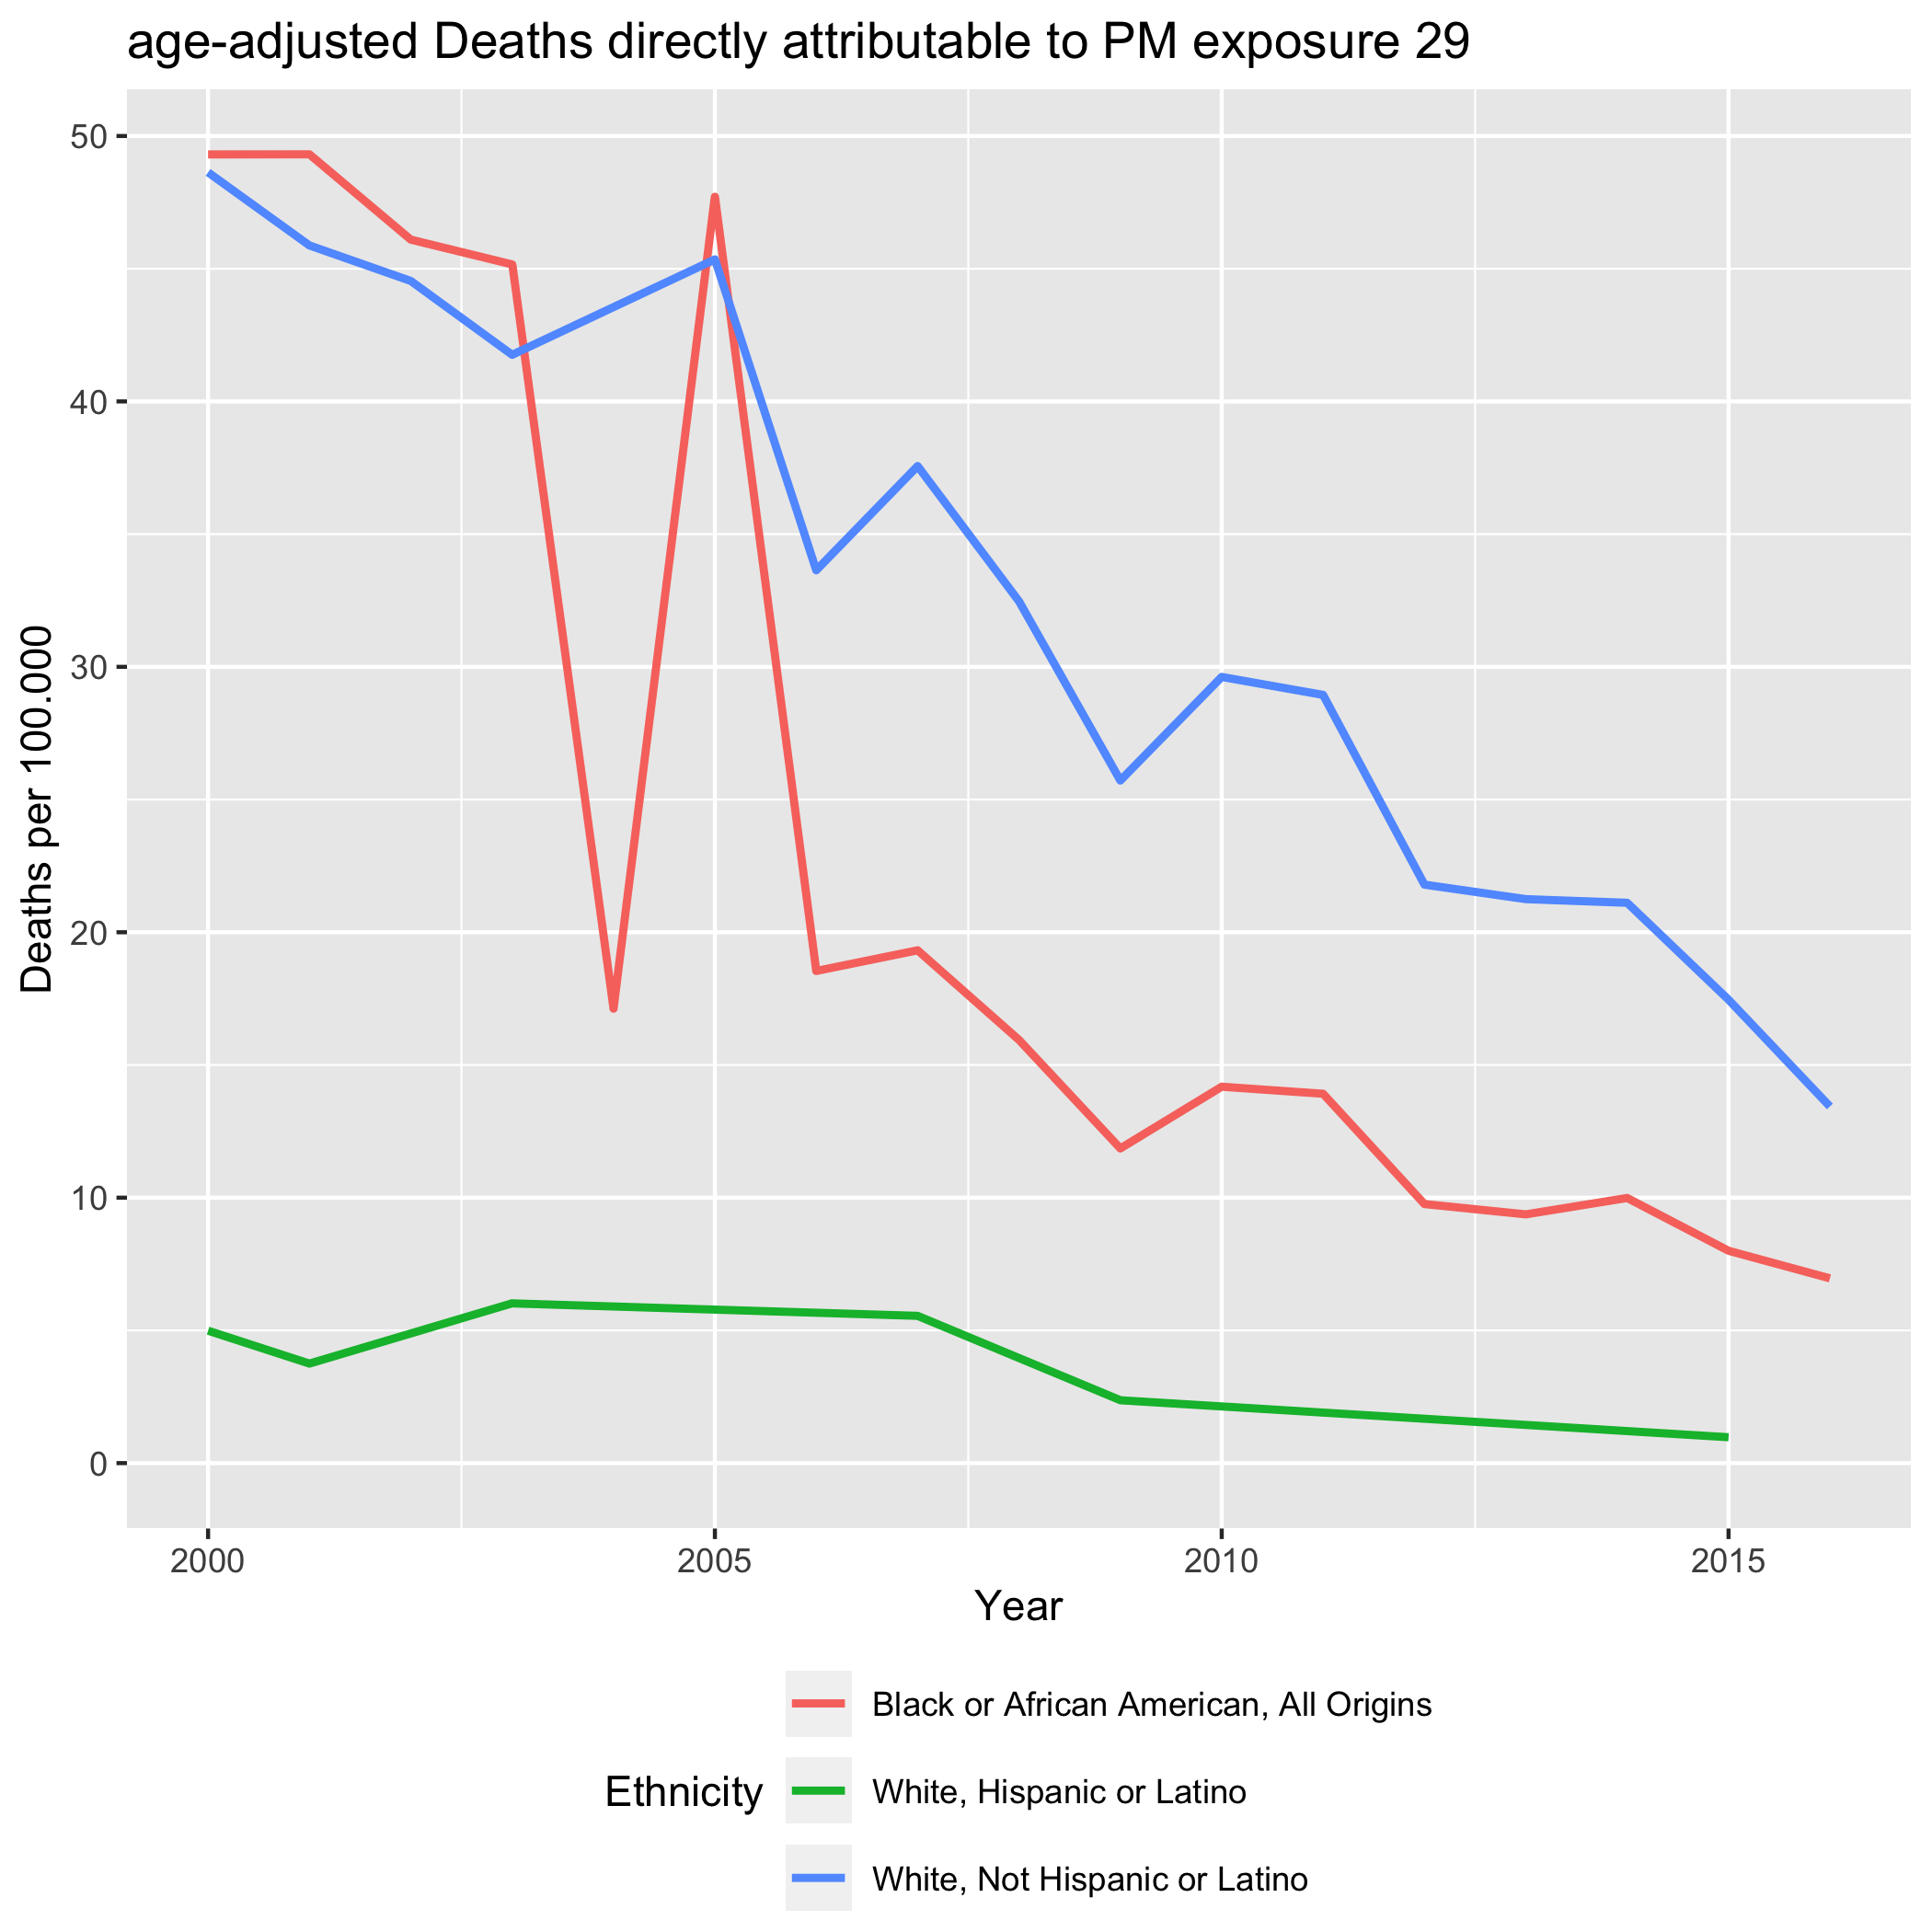 age-adjusted Deaths directly attributable to PM exposure 29
Deaths per 100.000
50
40
30
20
10
0
2000 2005 2010 2015
Year
Ethnicity
Black or African American, All Origins
White, Hispanic or Latino
White, Not Hispanic or Latino